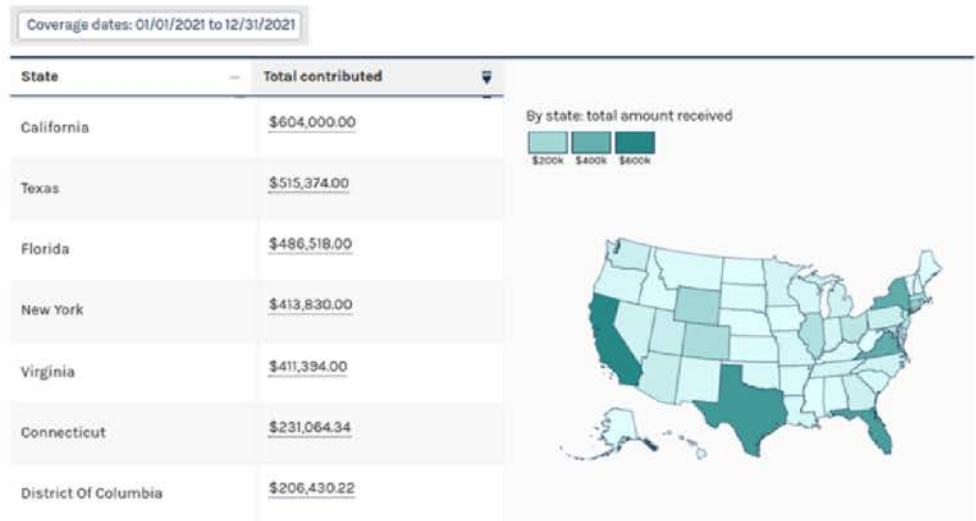 Coverage dates: 01/01/2021 to 12/31/2021
State Total contributed
California $604,000.00
Texas $515,374.00
Florida $486,518.00
New York $413,830.00
Virginia $411,394.00
Connecticut $231,064.34
District Of Columbia $206,430.22
By state: total amount received
$200k $400k $600k